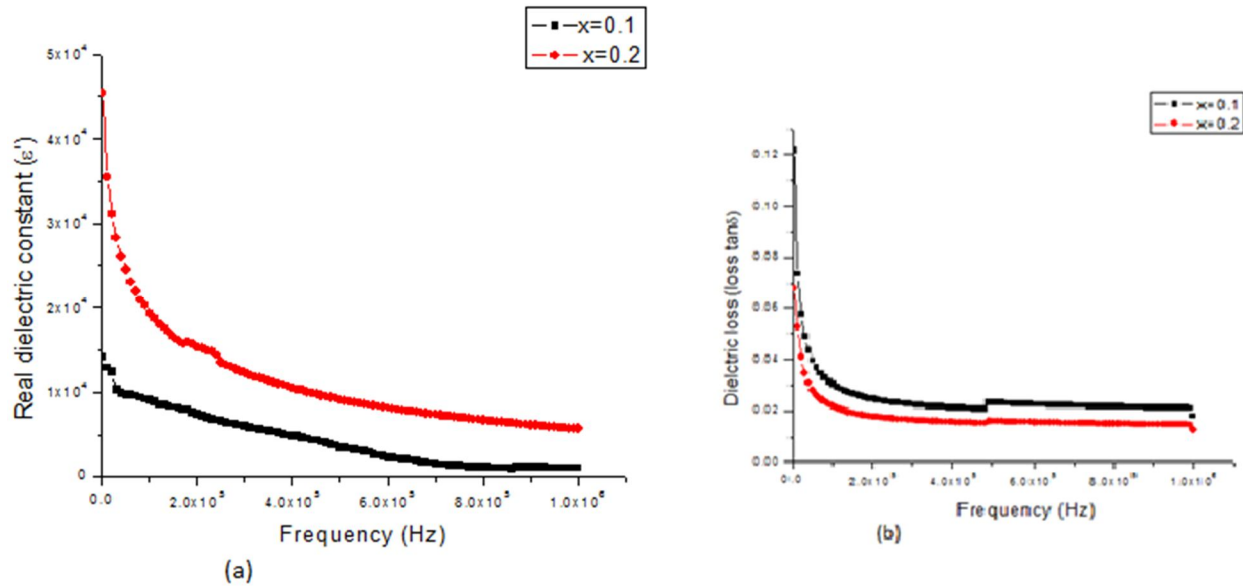 x=0.1
x=0.2
5x10⁴
4x10⁴
3x10⁴
2x10⁴
1x10⁴
0
Real dielectric constant (ε')
0.0
2.0x10⁵
4.0x10⁵
6.0x10⁵
8.0x10⁵
1.0x10⁶
Frequency (Hz)
(a)
x=0.1
x=0.2
0.12
0.10
0.08
0.06
0.04
0.02
0.00
Dielctric loss (loss tanδ)
0.0
2.0x10⁵
4.0x10⁵
6.0x10⁵
8.0x10⁵
1.0x10⁶
Frequency (Hz)
(b)